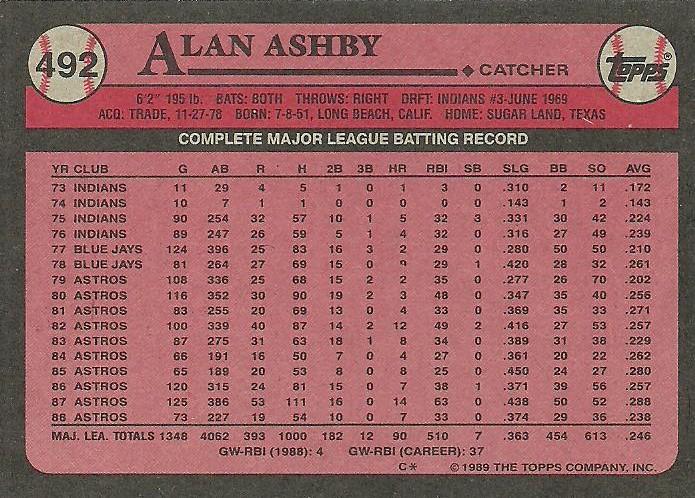 492 ALAN ASHBY ◆ CATCHER TOPPS®
6'2" 195 lb. BATS: BOTH THROWS: RIGHT DRFT: INDIANS #3-JUNE 1969
ACQ: TRADE, 11-27-78 BORN: 7-8-51, LONG BEACH, CALIF. HOME: SUGAR LAND, TEXAS
COMPLETE MAJOR LEAGUE BATTING RECORD
YR CLUB G AB R H 2B 3B HR RBI SB SLG BB SO AVG
73 INDIANS 11 29 4 5 1 0 1 3 0 .310 2 11 .172
74 INDIANS 10 7 1 1 0 0 0 0 0 .143 1 2 .143
75 INDIANS 90 254 32 57 10 1 5 32 3 .331 30 42 .224
76 INDIANS 89 247 26 59 5 1 4 32 0 .316 27 49 .239
77 BLUE JAYS 124 396 25 83 16 3 2 29 0 .280 50 50 .210
78 BLUE JAYS 81 264 27 69 15 0 9 29 1 .420 28 32 .261
79 ASTROS 108 336 25 68 15 2 2 35 0 .277 26 70 .202
80 ASTROS 116 352 30 90 19 2 3 48 0 .347 35 40 .256
81 ASTROS 83 255 20 69 13 0 4 33 0 .369 35 33 .271
82 ASTROS 100 339 40 87 14 2 12 49 2 .416 27 53 .257
83 ASTROS 87 275 31 63 18 1 8 34 0 .389 31 38 .229
84 ASTROS 66 191 16 50 7 0 4 27 0 .361 20 22 .262
85 ASTROS 65 189 20 53 8 0 8 25 0 .450 24 27 .280
86 ASTROS 120 315 24 81 15 0 7 38 1 .371 39 56 .257
87 ASTROS 125 386 53 111 16 0 14 63 0 .438 50 52 .288
88 ASTROS 73 227 19 54 10 0 7 33 0 .374 29 36 .238
MAJ. LEA. TOTALS 1348 4062 393 1000 182 12 90 510 7 .363 454 613 .246
GW-RBI (1988): 4 GW-RBI (CAREER): 37
C* © 1989 THE TOPPS COMPANY, INC.